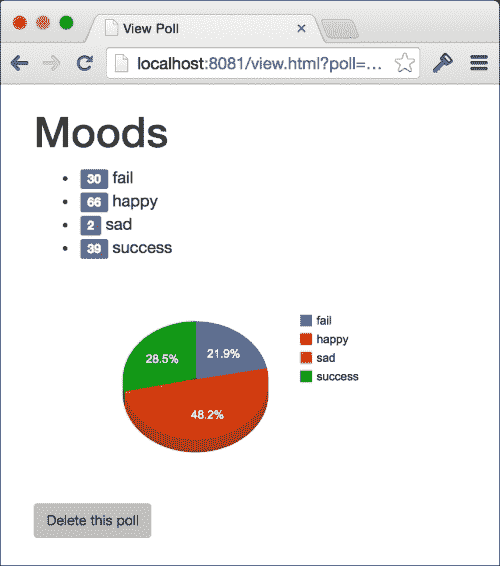 View Poll
localhost:8081/view.html?poll=…
Moods
30 fail
66 happy
2 sad
39 success
fail
happy
sad
success
28.5%
21.9%
48.2%
Delete this poll